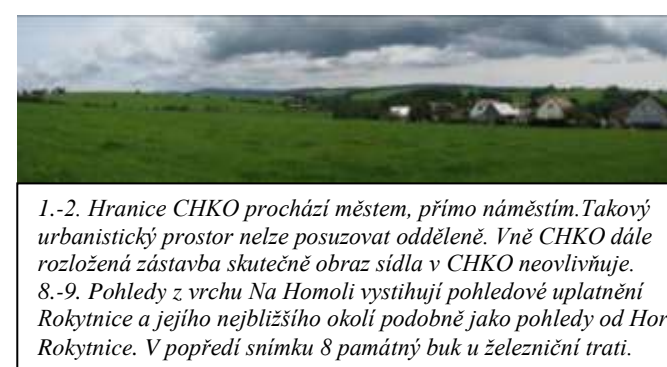 1.-2. Hranice CHKO prochází městem, přímo náměstím.Takový
urbanistický prostor nelze posuzovat odděleně. Vně CHKO dále
rozložená zástavba skutečně obraz sídla v CHKO neovlivňuje.
8.-9. Pohledy z vrchu Na Homoli vystihují pohledové uplatnění
Rokytnice a jejího nejbližšího okolí podobně jako pohledy od Hor
Rokytnice. V popředí snímku 8 památný buk u železniční trati.